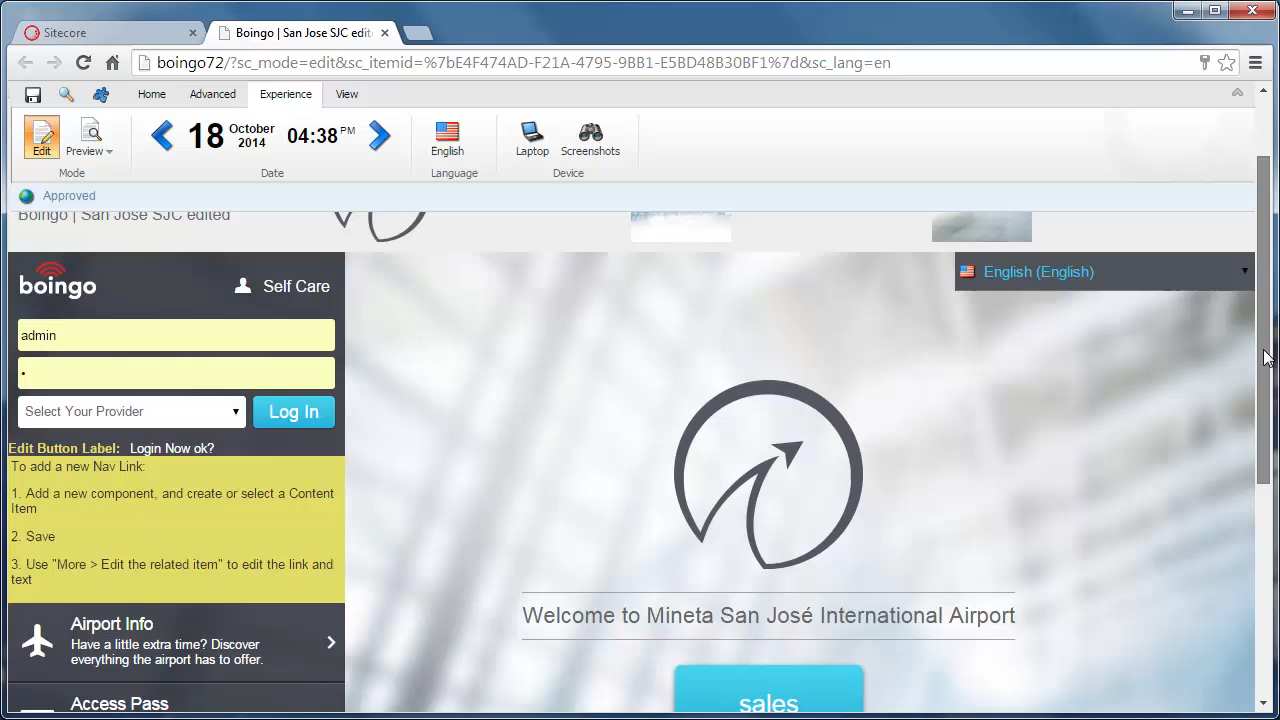 Sitecore
Boingo | San Jose SJC edit
boingo72/?sc_mode=edit&sc_itemid=%7bE4F474AD-F21A-4795-9BB1-E5BD48B30BF1%7d&sc_lang=en
Home Advanced Experience View
18 October 2014 04:38 PM
Edit Preview English Laptop Screenshots
Mode Date Language Device
Approved
Boingo | San Jose SJC edited
boingo Self Care
English (English)
admin
Select Your Provider Log In
Edit Button Label: Login Now ok?
To add a new Nav Link:
1. Add a new component, and create or select a Content
Item
2. Save
3. Use "More > Edit the related item" to edit the link and
text
Welcome to Mineta San José International Airport
Airport Info
Have a little extra time? Discover
everything the airport has to offer.
Access Pass
sales